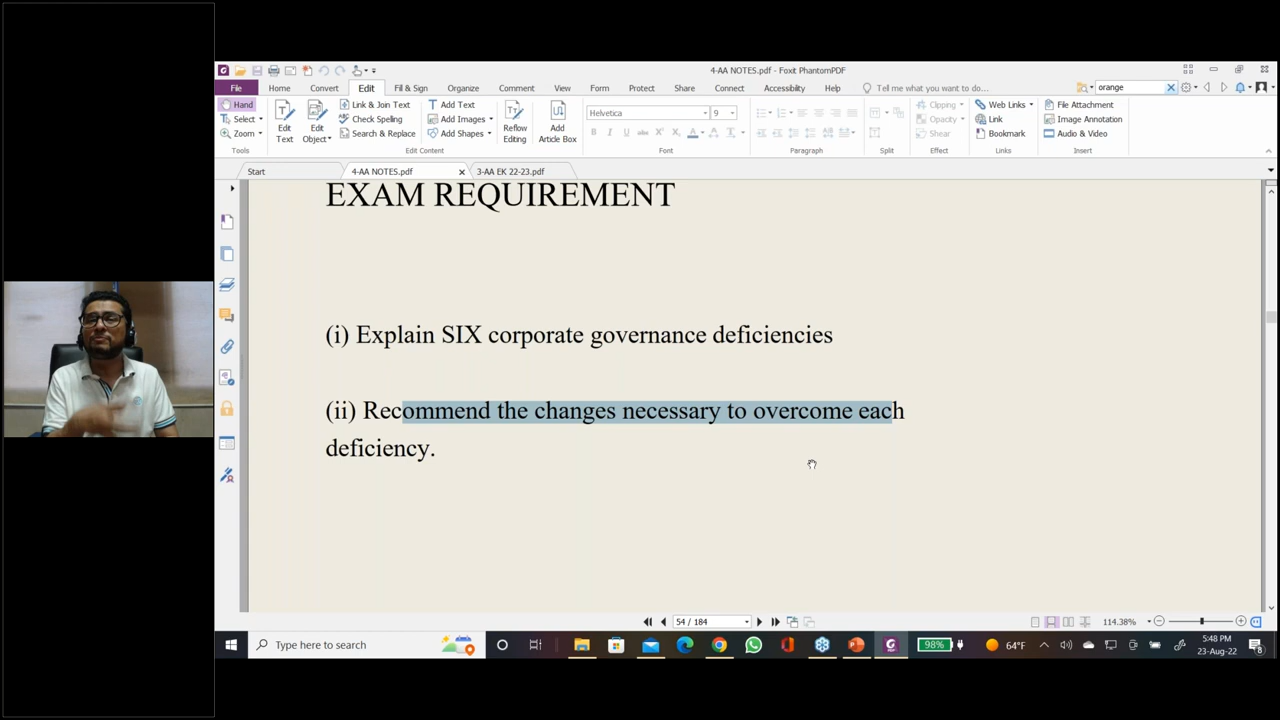 4-AA NOTES.pdf - Foxit PhantomPDF
orange
File Home Convert Edit Fill & Sign Organize Comment View Form Protect Share Connect Accessibility Help Tell me what you want to do...
Hand
Select
Zoom
Tools
Edit Text
Edit Object
Link & Join Text
Check Spelling
Search & Replace
Add Text
Add Images
Add Shapes
Reflow Editing
Add Article Box
Edit Content
Helvetica 9
B I U abc
Font
Paragraph
Split
Clipping
Opacity
Shear
Effect
Web Links
Link
Bookmark
Links
File Attachment
Image Annotation
Audio & Video
Insert
Start 4-AA NOTES.pdf 3-AA EK 22-23.pdf
EXAM REQUIREMENT
(i) Explain SIX corporate governance deficiencies
(ii) Recommend the changes necessary to overcome each
deficiency.
54 / 184
114.38%
Type here to search
98%
64°F
5:48 PM
23-Aug-22
8